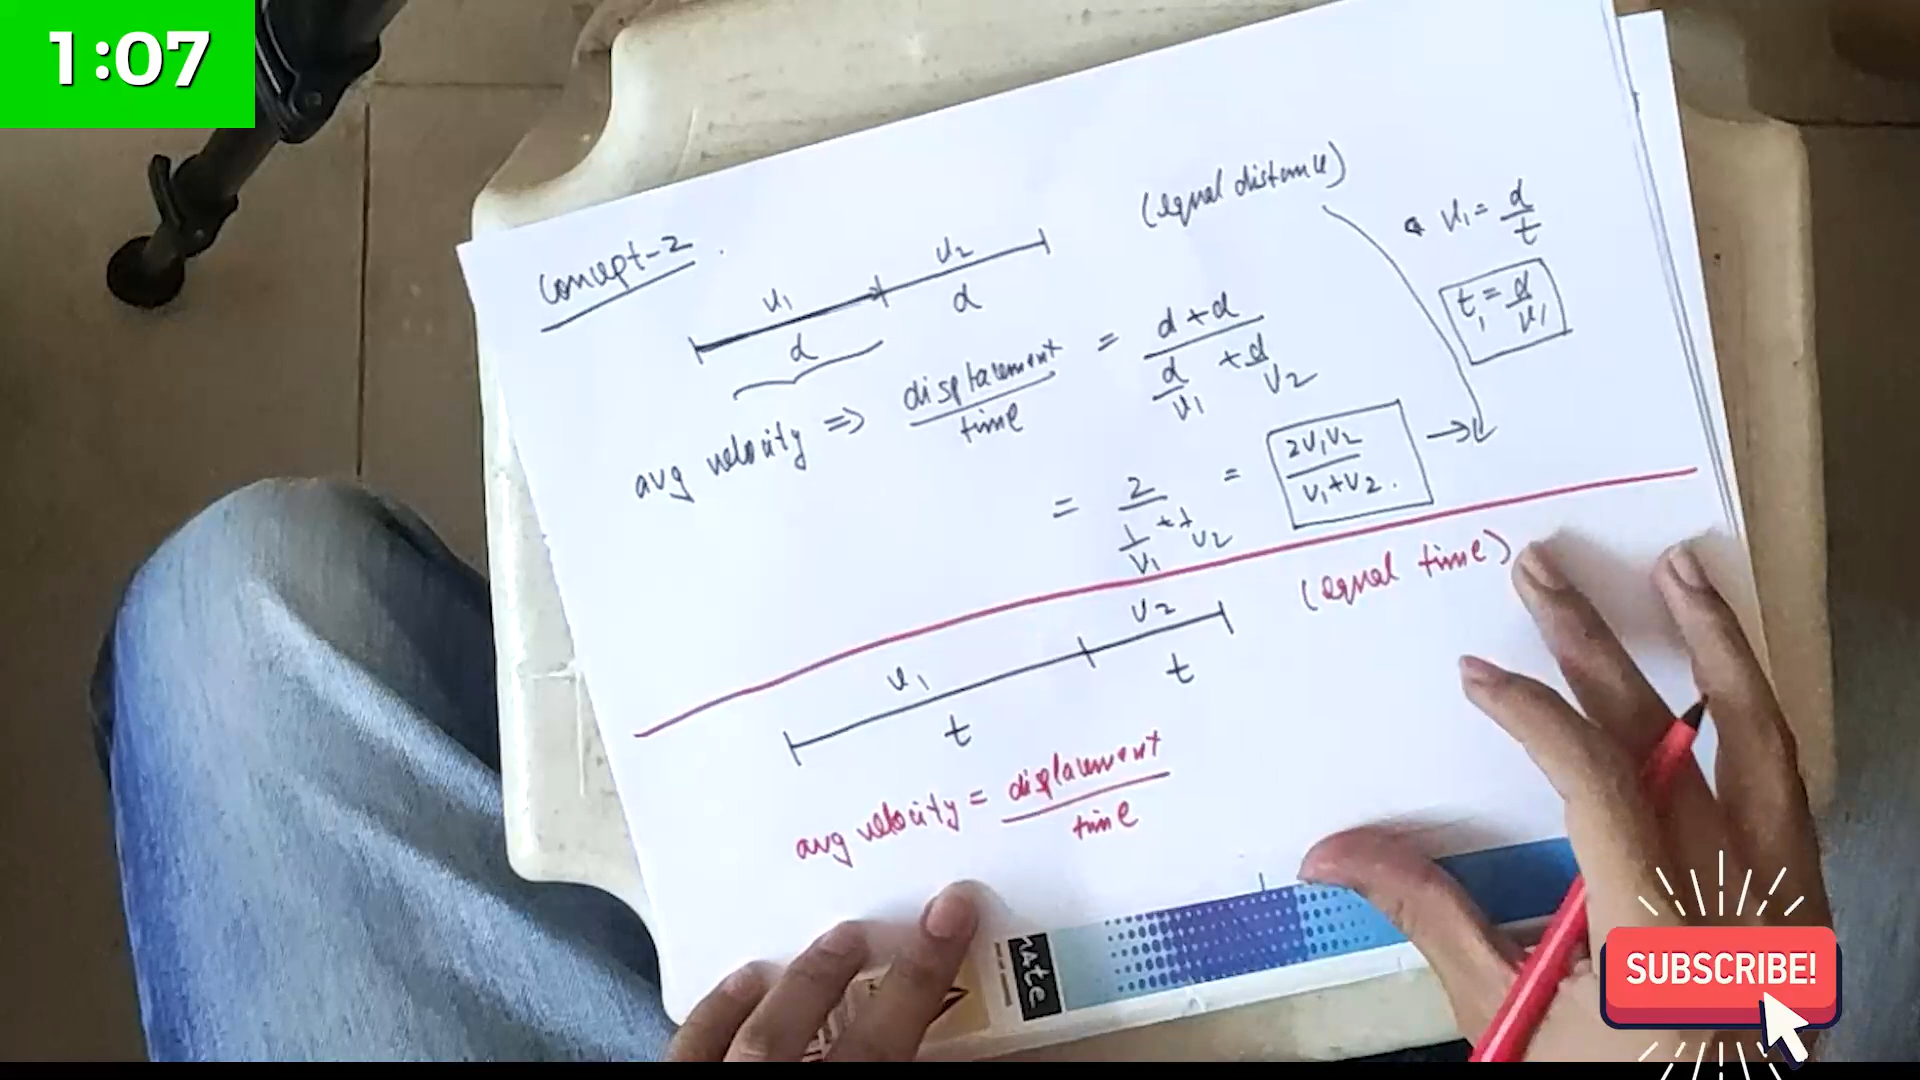 1:07
concept-2
(equal distance)
v₁ = d/t
t₁ = d/v₁
v₁ v₂
d d
avg velocity => displacement/time = (d+d)/(d/v₁ + d/v₂)
= 2/(1/v₁ + 1/v₂) = 2v₁v₂/(v₁+v₂). →
(equal time)
v₁ v₂
t t
avg velocity = displacement/time
nate
SUBSCRIBE!